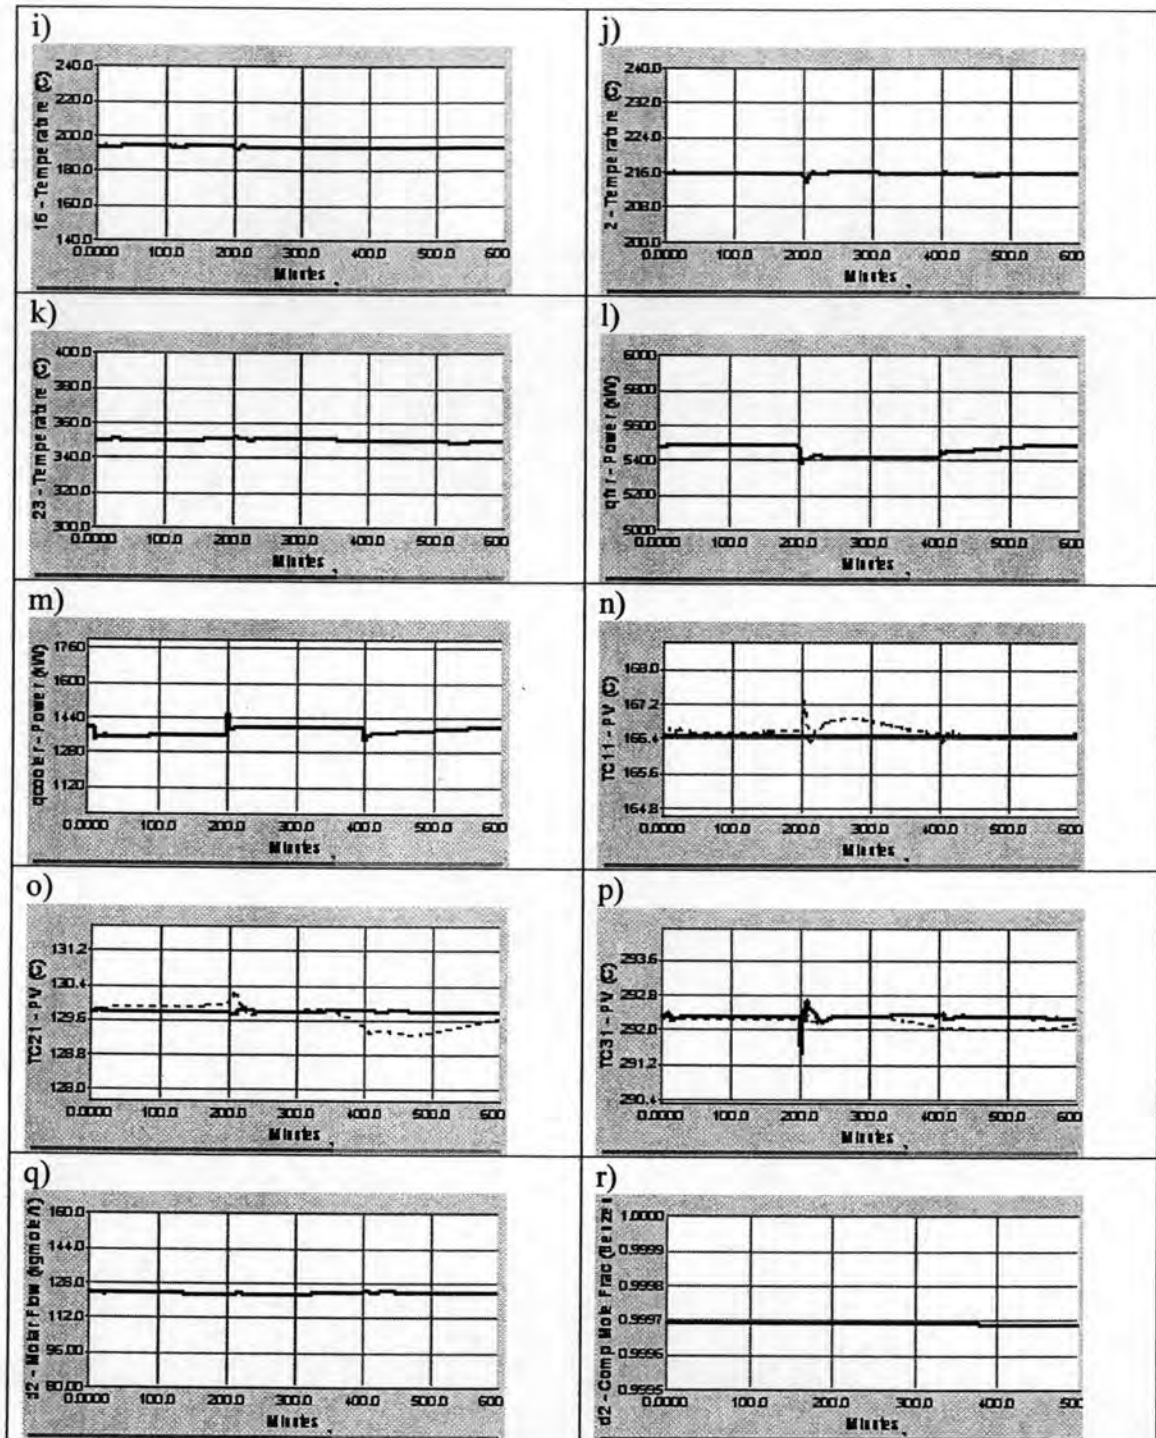 i)
16 - Temperature (C)
240.0
220.0
200.0
190.0
180.0
160.0
140.0
0.0000 100.0 200.0 300.0 400.0 500.0 600
Minutes
j)
2 - Temperature (C)
240.0
232.0
224.0
216.0
208.0
200.0
0.0000 100.0 200.0 300.0 400.0 500.0 600
Minutes
k)
23 - Temperature (C)
400.0
380.0
360.0
350.0
340.0
320.0
300.0
0.0000 100.0 200.0 300.0 400.0 500.0 600
Minutes
l)
qfhr - Power (kW)
6000
5800
5600
5400
5200
5000
0.0000 100.0 200.0 300.0 400.0 500.0 600
Minutes
m)
qcooler - Power (kW)
1760
1600
1440
1280
1120
0.0000 100.0 200.0 300.0 400.0 500.0 600
Minutes
n)
TC11 - PV (C)
168.0
167.2
166.4
165.6
164.8
0.0000 100.0 200.0 300.0 400.0 500.0 600
Minutes
o)
TC21 - PV (C)
131.2
130.4
129.6
128.8
128.0
0.0000 100.0 200.0 300.0 400.0 500.0 600
Minutes
p)
TC31 - PV (C)
293.6
292.8
292.0
291.2
290.4
0.0000 100.0 200.0 300.0 400.0 500.0 600
Minutes
q)
d2 - Molar Flow (kgmole/h)
160.0
144.0
128.0
112.0
96.00
80.00
0.0000 100.0 200.0 300.0 400.0 500.0 600
Minutes
r)
d2 - Comp Mole Frac (Benzene
1.0000
0.9999
0.9998
0.9997
0.9996
0.9995
0.0000 100.0 200.0 300.0 400.0 500
Minutes